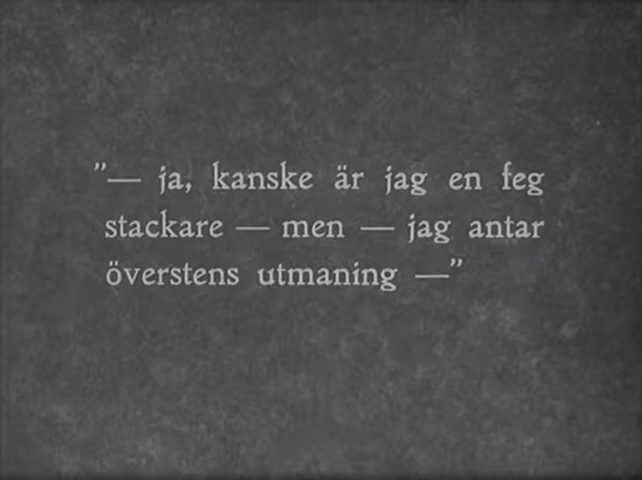 ”— ja, kanske är jag en feg
stackare — men — jag antar
överstens utmaning —”